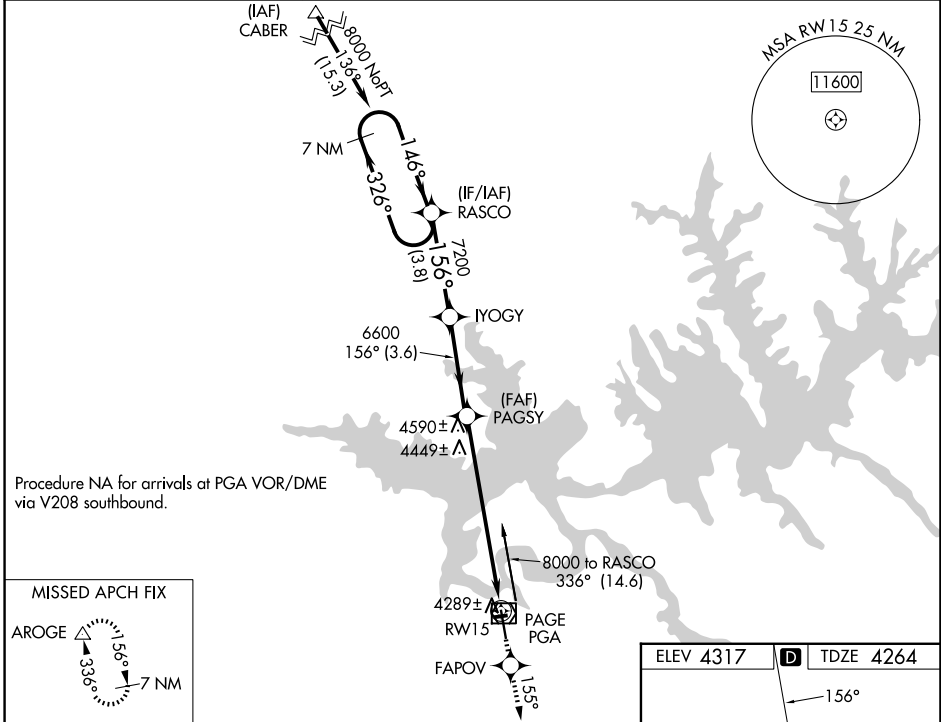 (IAF)
CABER
8000 NoPT
136°
(15.3)
MSA RW15 25 NM
11600
7 NM
146°
326°
(IF/IAF)
RASCO
7200
156°
(3.8)
IYOGY
6600
156° (3.6)
(FAF)
PAGSY
4590±
4449±
Procedure NA for arrivals at PGA VOR/DME
via V208 southbound.
8000 to RASCO
336° (14.6)
MISSED APCH FIX
AROGE
156°
336°
7 NM
4289±
RW15
PAGE
PGA
FAPOV
155°
ELEV 4317 D TDZE 4264
156°